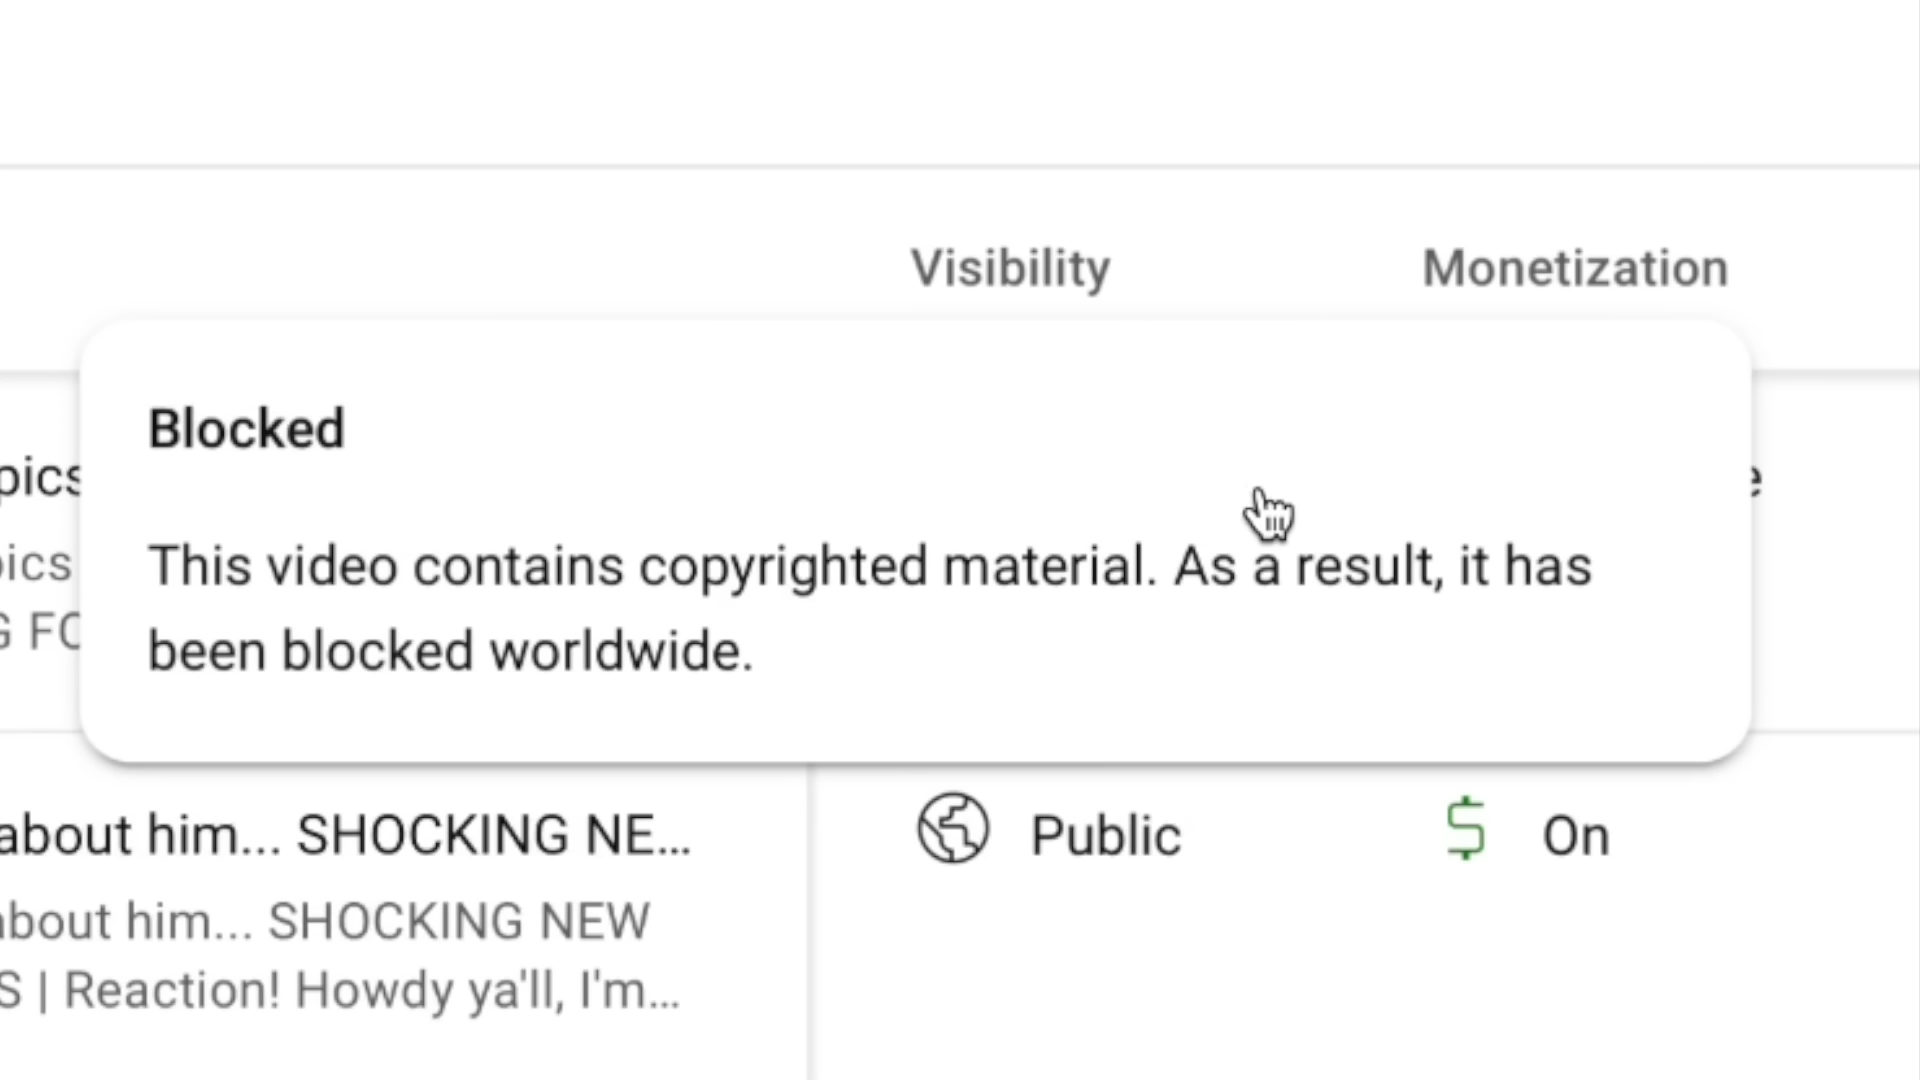 Visibility Monetization
Blocked
pics
This video contains copyrighted material. As a result, it has
been blocked worldwide.
about him... SHOCKING NE... Public $ On
about him... SHOCKING NEW
S | Reaction! Howdy ya'll, I'm...